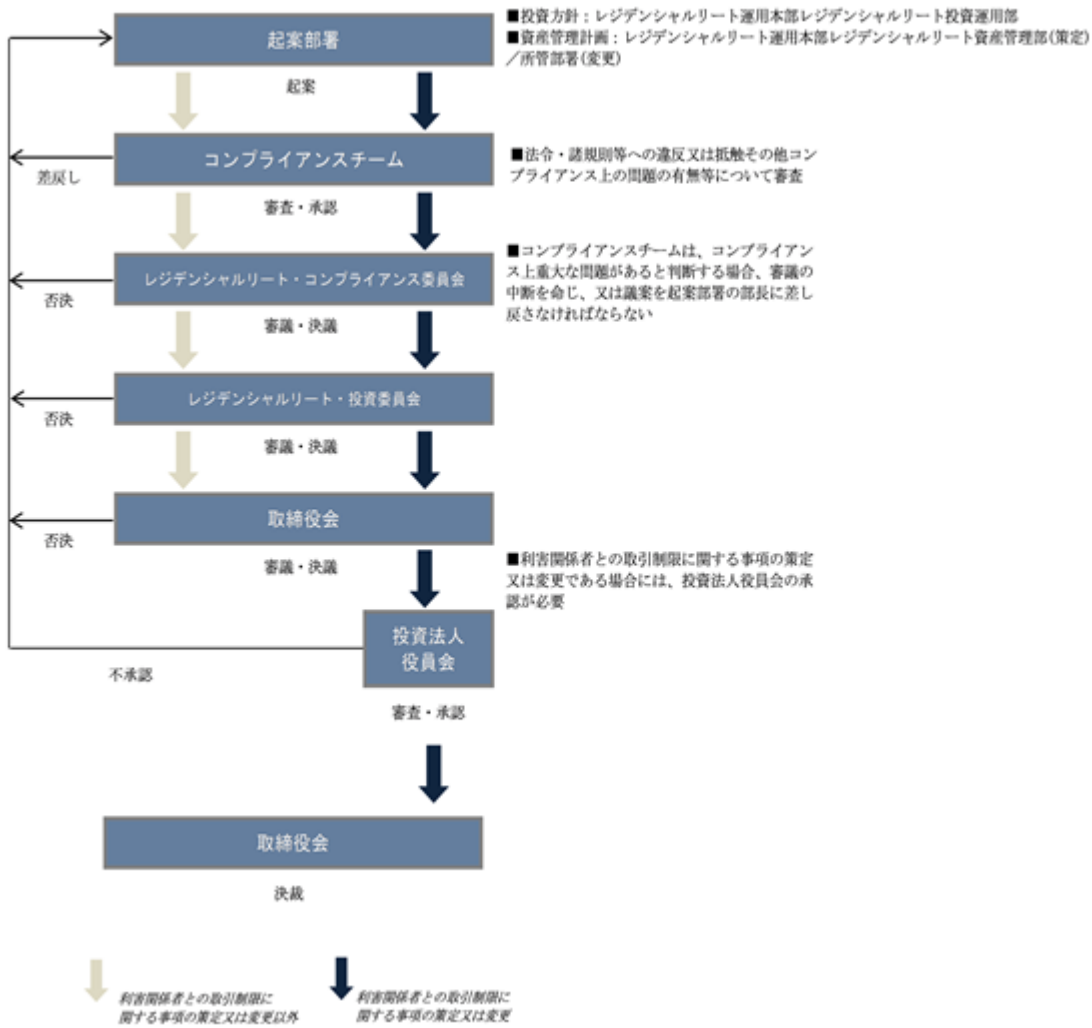 起案部署
■投資方針：レジデンシャルリート運用本部レジデンシャルリート投資運用部
■資産管理計画：レジデンシャルリート運用本部レジデンシャルリート資産管理部(策定)
／所管部署(変更)
起案
コンプライアンスチーム
■法令・諸規則等への違反又は抵触その他コン
プライアンス上の問題の有無等について審査
差戻し
審査・承認
レジデンシャルリート・コンプライアンス委員会
■コンプライアンスチームは、コンプライアン
ス上重大な問題があると判断する場合、審議の
中断を命じ、又は議案を起案部署の部長に差し
戻さなければならない
否決
審議・決議
レジデンシャルリート・投資委員会
否決
審議・決議
取締役会
否決
審議・決議
■利害関係者との取引制限に関する事項の策定
又は変更である場合には、投資法人役員会の承
認が必要
投資法人
役員会
不承認
審査・承認
取締役会
決裁
利害関係者との取引制限に
関する事項の策定又は変更以外
利害関係者との取引制限に
関する事項の策定又は変更